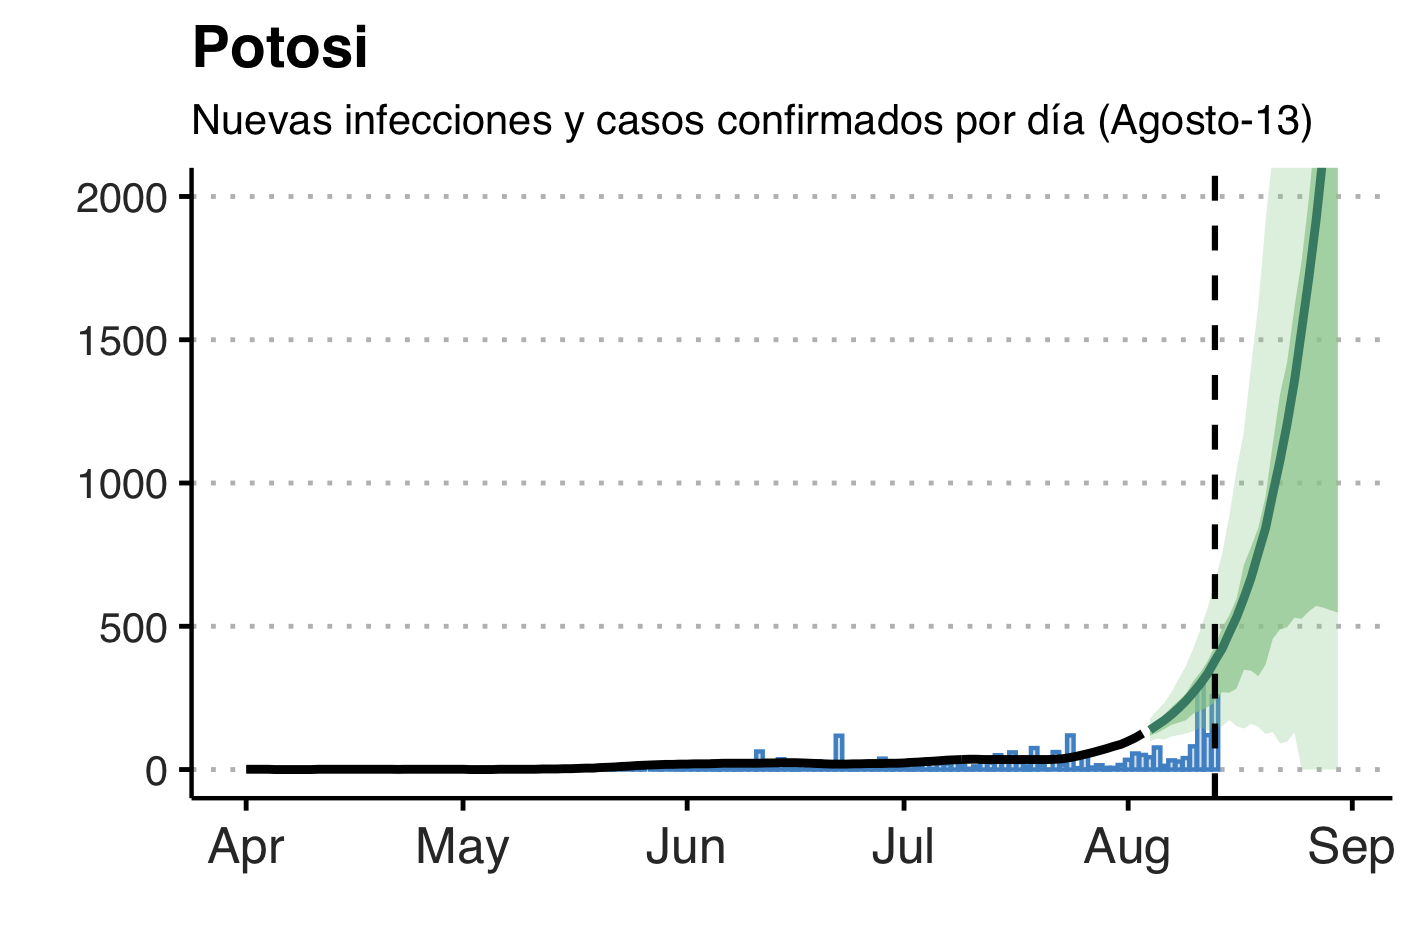 Potosi
Nuevas infecciones y casos confirmados por día (Agosto-13)
2000
1500
1000
500
0
Apr May Jun Jul Aug Sep